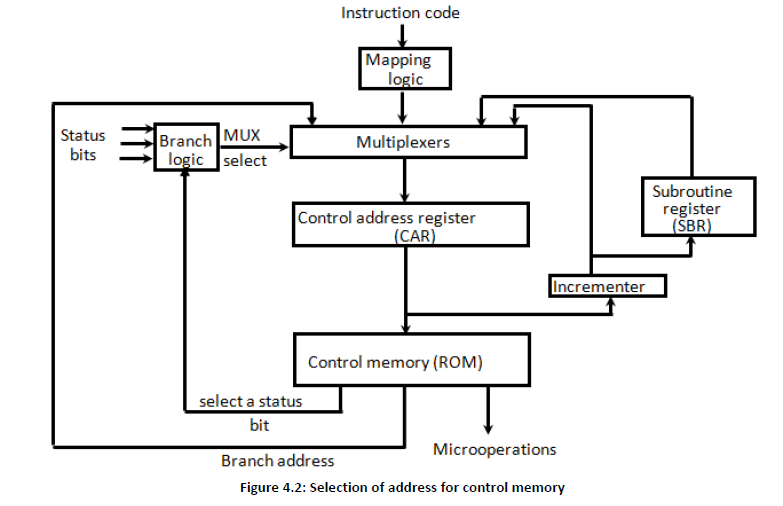 Instruction code
Mapping
logic
Status
bits
Branch
logic
MUX
select
Multiplexers
Subroutine
register
(SBR)
Control address register
(CAR)
Incrementer
Control memory (ROM)
select a status
bit
Microoperations
Branch address
Figure 4.2: Selection of address for control memory